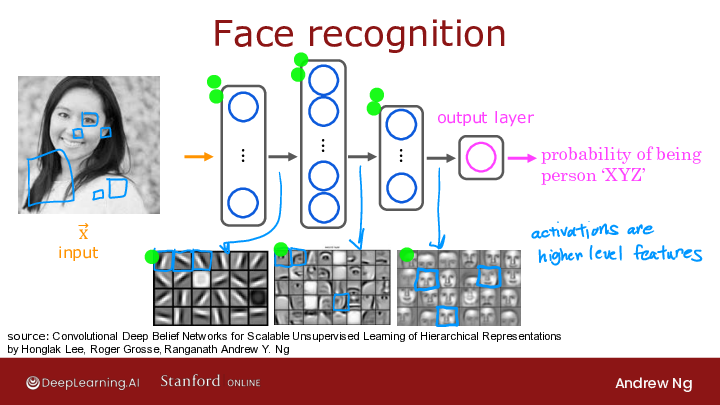 Face recognition
output layer
probability of being
person ‘XYZ’
x
input
activations are
higher level features
source: Convolutional Deep Belief Networks for Scalable Unsupervised Learning of Hierarchical Representations
by Honglak Lee, Roger Grosse, Ranganath Andrew Y. Ng
DeepLearning.AI
Stanford ONLINE
Andrew Ng